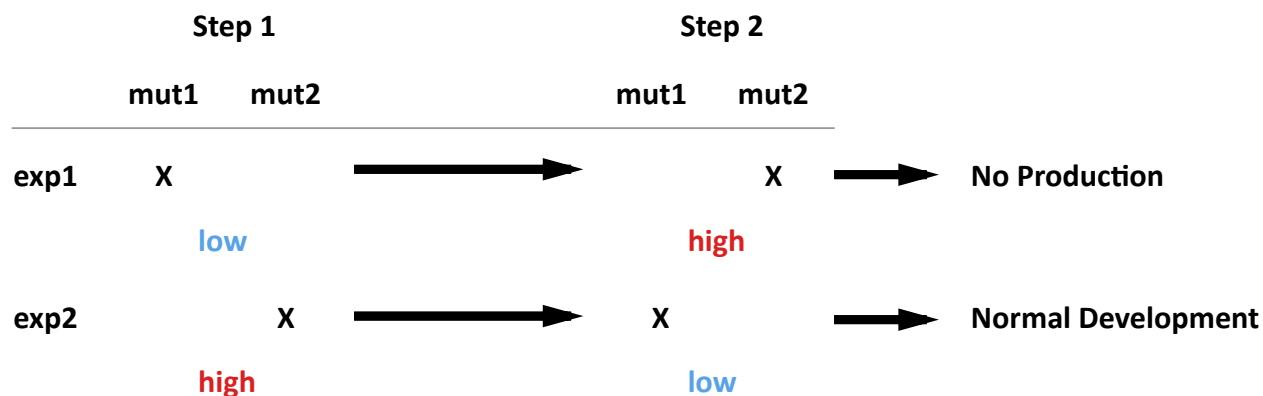 Step 1 Step 2
mut1 mut2 mut1 mut2
exp1 X X No Production
low high
exp2 X X Normal Development
high low